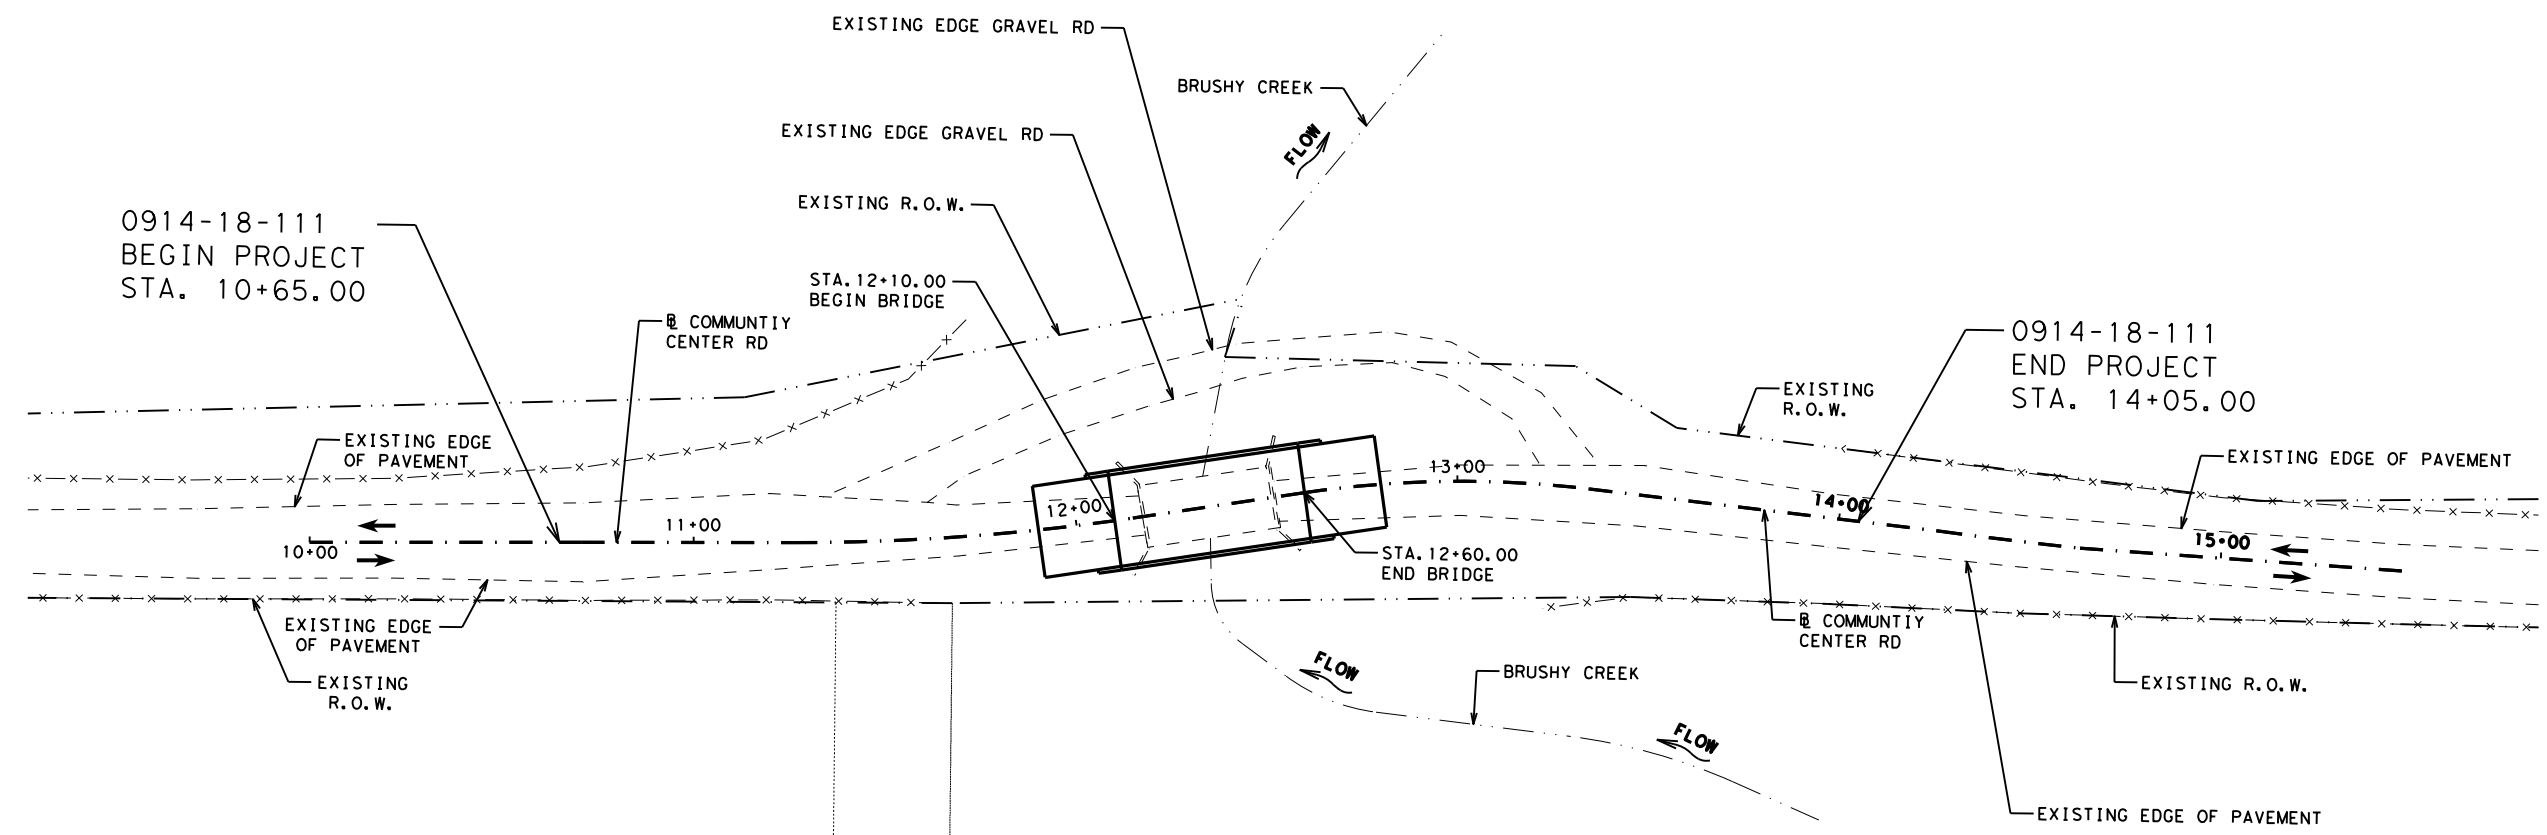 EXISTING EDGE GRAVEL RD
BRUSHY CREEK
EXISTING EDGE GRAVEL RD
FLOW
EXISTING R.O.W.
0914-18-111
BEGIN PROJECT
STA. 10+65.00
STA.12+10.00
BEGIN BRIDGE
℄ COMMUNTIY
CENTER RD
0914-18-111
END PROJECT
STA. 14+05.00
EXISTING
R.O.W.
EXISTING EDGE
OF PAVEMENT
EXISTING EDGE OF PAVEMENT
13+00
14+00
12+00
11+00
10+00
15+00
STA.12+60.00
END BRIDGE
EXISTING EDGE
OF PAVEMENT
℄ COMMUNTIY
CENTER RD
FLOW
BRUSHY CREEK
EXISTING
R.O.W.
EXISTING R.O.W.
FLOW
EXISTING EDGE OF PAVEMENT